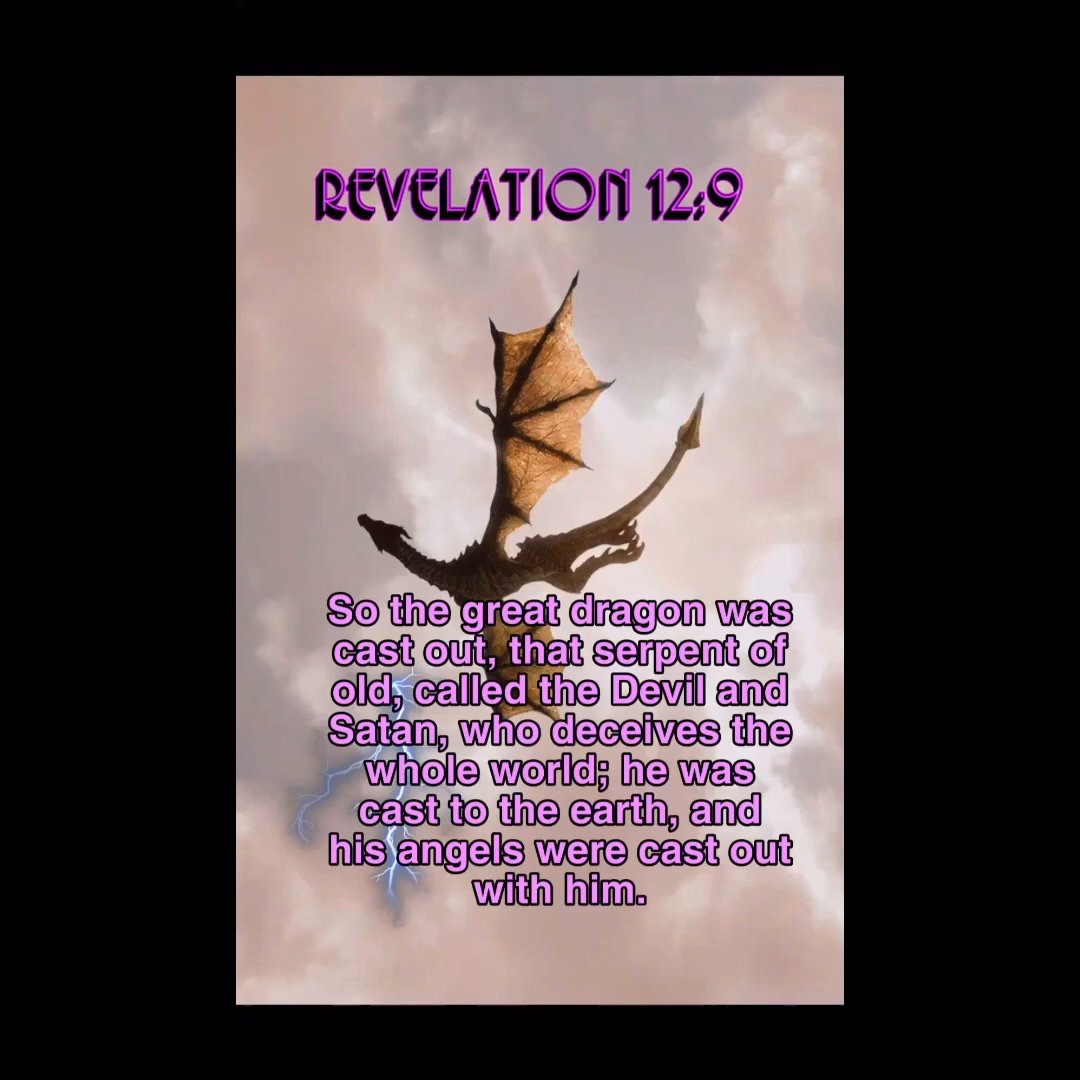 REVELATION 12:9
So the great dragon was
cast out, that serpent of
old, called the Devil and
Satan, who deceives the
whole world; he was
cast to the earth, and
his angels were cast out
with him.